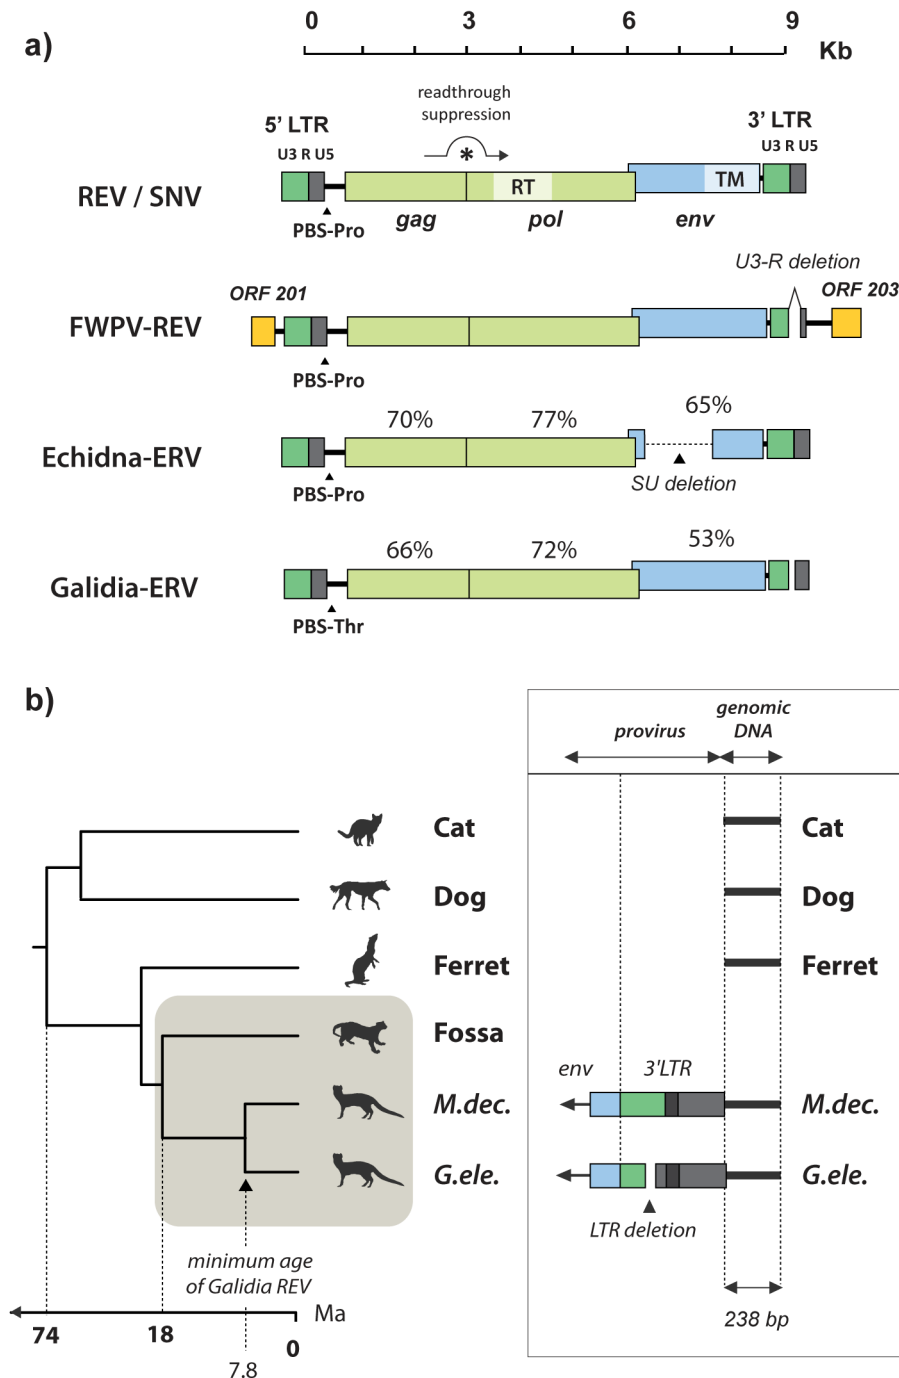 a)
0 3 6 9
Kb
readthrough
suppression
5' LTR
3' LTR
U3 R U5
U3 R U5
*
REV / SNV
RT
TM
PBS-Pro
gag
pol
env
U3-R deletion
ORF 201
ORF 203
FWPV-REV
PBS-Pro
70%
77%
65%
Echidna-ERV
SU deletion
PBS-Pro
66%
72%
53%
Galidia-ERV
PBS-Thr
b)
provirus
genomic
DNA
Cat
Cat
Dog
Dog
Ferret
Ferret
Fossa
env
3'LTR
M.dec.
M.dec.
G.ele.
G.ele.
LTR deletion
minimum age
of Galidia REV
238 bp
Ma
74
18
0
7.8